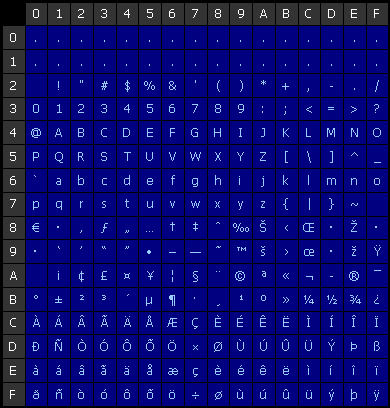 0 1 2 3 4 5 6 7 8 9 A B C D E F
0 . . . . . . . . . . . . . . . .
1 . . . . . . . . . . . . . . . .
2 ! " # $ % & ' ( ) * + , - . /
3 0 1 2 3 4 5 6 7 8 9 : ; < = > ?
4 @ A B C D E F G H I J K L M N O
5 P Q R S T U V W X Y Z [ \ ] ^ _
6 ` a b c d e f g h i j k l m n o
7 p q r s t u v w x y z { | } ~
8 € · ‚ ƒ „ … † ‡ ˆ ‰ Š ‹ Œ · Ž ·
9 · ‘ ’ “ ” • – — ˜ ™ š › œ · ž Ÿ
A ¡ ¢ £ ¤ ¥ ¦ § ¨ © ª « ¬ - ® ¯
B ° ± ² ³ ´ µ ¶ · ¸ ¹ º » ¼ ½ ¾ ¿
C À Á Â Ã Ä Å Æ Ç È É Ê Ë Ì Í Î Ï
D Ð Ñ Ò Ó Ô Õ Ö × Ø Ù Ú Û Ü Ý Þ ß
E à á â ã ä å æ ç è é ê ë ì í î ï
F ð ñ ò ó ô õ ö ÷ ø ù ú û ü ý þ ÿ